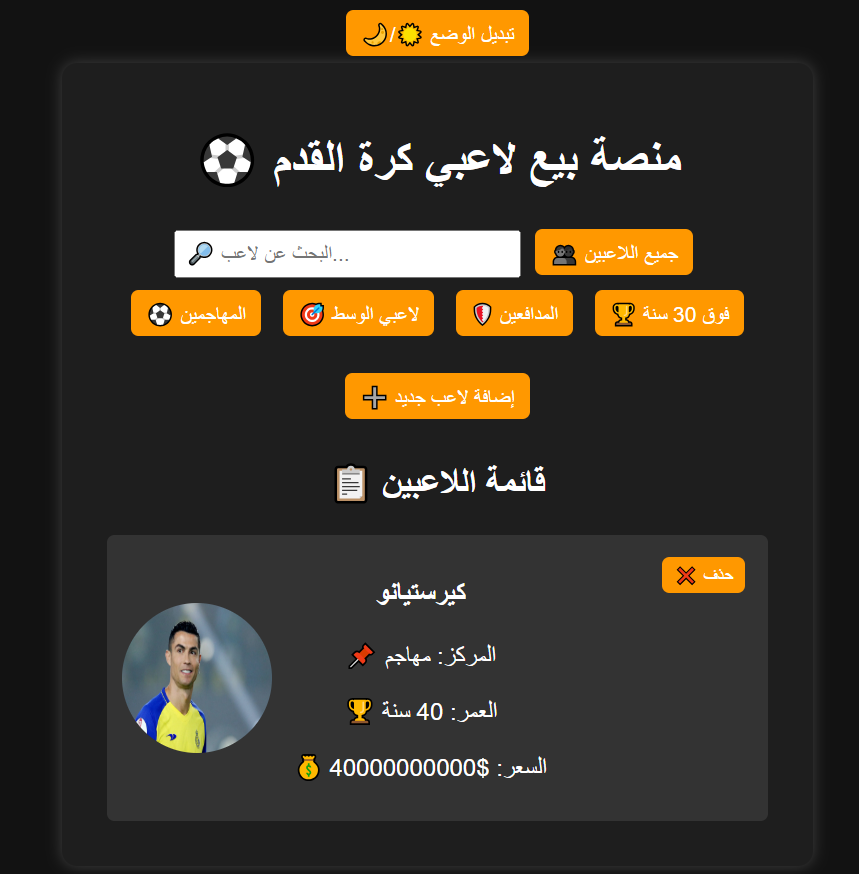 تبديل الوضع 🌞/🌙
منصة بيع لاعبي كرة القدم ⚽
جميع اللاعبين 👥
البحث عن لاعب... 🔎
فوق 30 سنة 🏆
المدافعين 🛡️
لاعبي الوسط 🎯
المهاجمين ⚽
إضافة لاعب جديد ➕
قائمة اللاعبين 📋
حذف ❌
كيرستيانو
المركز: مهاجم 📌
العمر: 40 سنة 🏆
السعر: $40000000000 💰